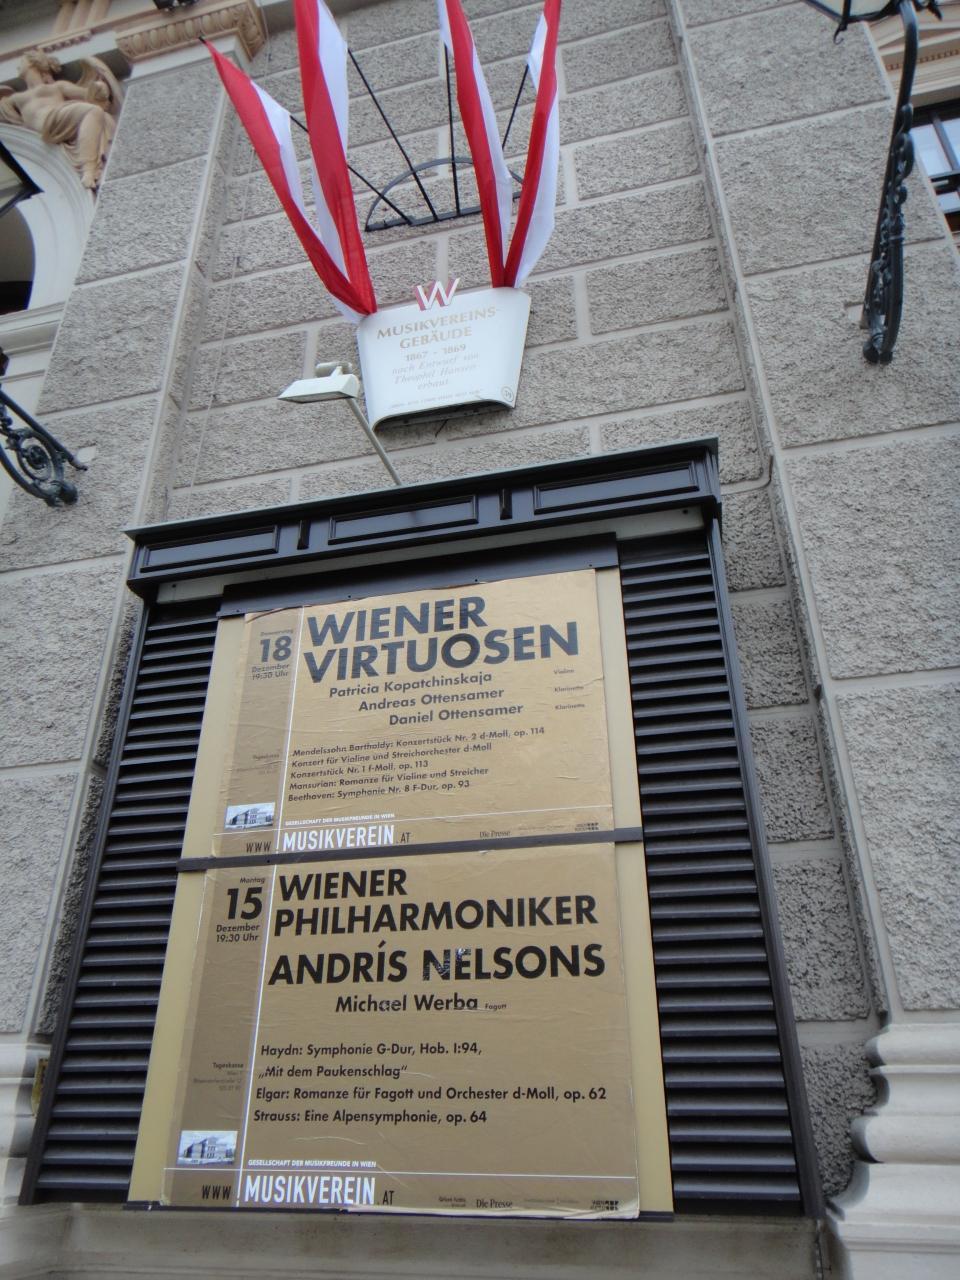 W
MUSIKVEREINS-
GEBÄUDE
1867 - 1869
nach Entwurf von
Theophil Hansen
erbaut
Donnerstag
18
Dezember
19:30 Uhr
WIENER
VIRTUOSEN
Patricia Kopatchinskaja Violine
Andreas Ottensamer Klarinette
Daniel Ottensamer Klarinette
Mendelssohn Bartholdy: Konzertstück Nr. 2 d-Moll, op. 114
Konzert für Violine und Streichorchester d-Moll
Konzertstück Nr. 1 f-Moll, op. 113
Mansurian: Romanze für Violine und Streicher
Beethoven: Symphonie Nr. 8 F-Dur, op. 93
Tageskassa
GESELLSCHAFT DER MUSIKFREUNDE IN WIEN
WWW.MUSIKVEREIN.AT
Die Presse
Montag
15
Dezember
19:30 Uhr
WIENER
PHILHARMONIKER
ANDRÍS NELSONS
Michael Werba Fagott
Haydn: Symphonie G-Dur, Hob. I:94,
„Mit dem Paukenschlag“
Elgar: Romanze für Fagott und Orchester d-Moll, op. 62
Strauss: Eine Alpensymphonie, op. 64
Tageskassa
GESELLSCHAFT DER MUSIKFREUNDE IN WIEN
WWW.MUSIKVEREIN.AT
Die Presse